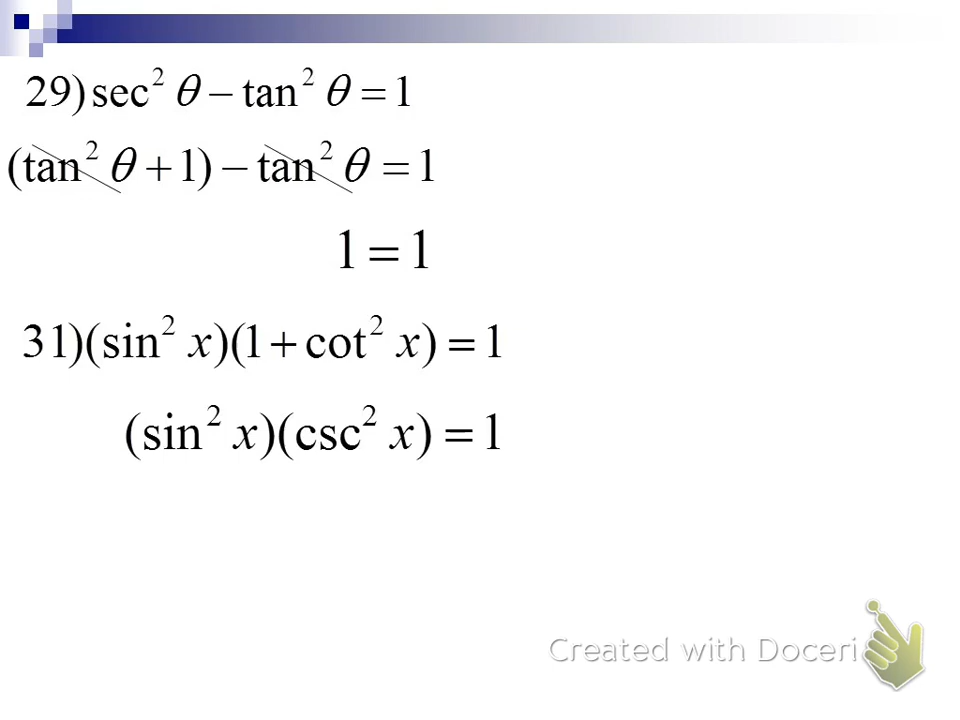 29) sec² θ − tan² θ = 1
(tan² θ + 1) − tan² θ = 1
1 = 1
31)(sin² x)(1 + cot² x) = 1
(sin² x)(csc² x) = 1
Created with Doceri